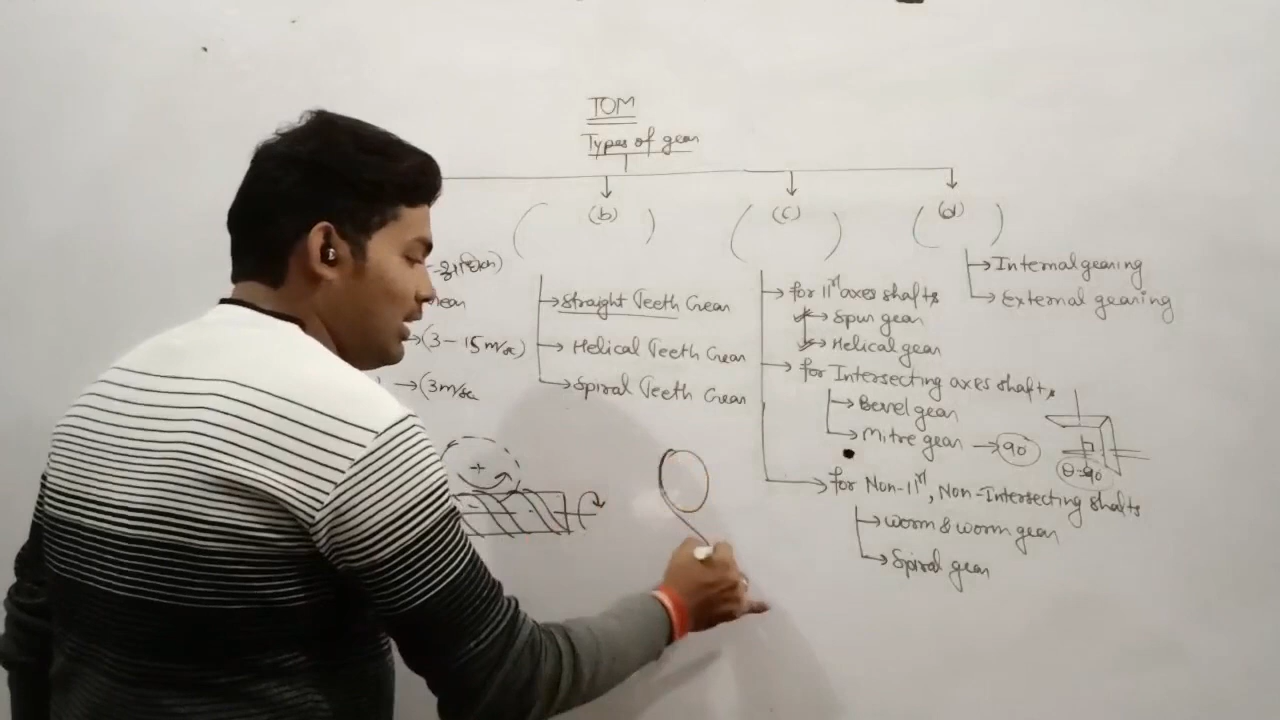 TOM
Types of gear
(b)
(c)
(d)
(3-15 m/sec)
(3 m/sec
Straight Teeth Gear
Helical Teeth Gear
Spiral Teeth Gear
for 11rl axes shafts
Spur gear
Helical gear
for Intersecting axes shafts
Bevel gear
Mitre gear → 90°
θ=90
for Non-11rl, Non-Intersecting shafts
worm & worm gear
Spiral gear
Internal gearing
External gearing